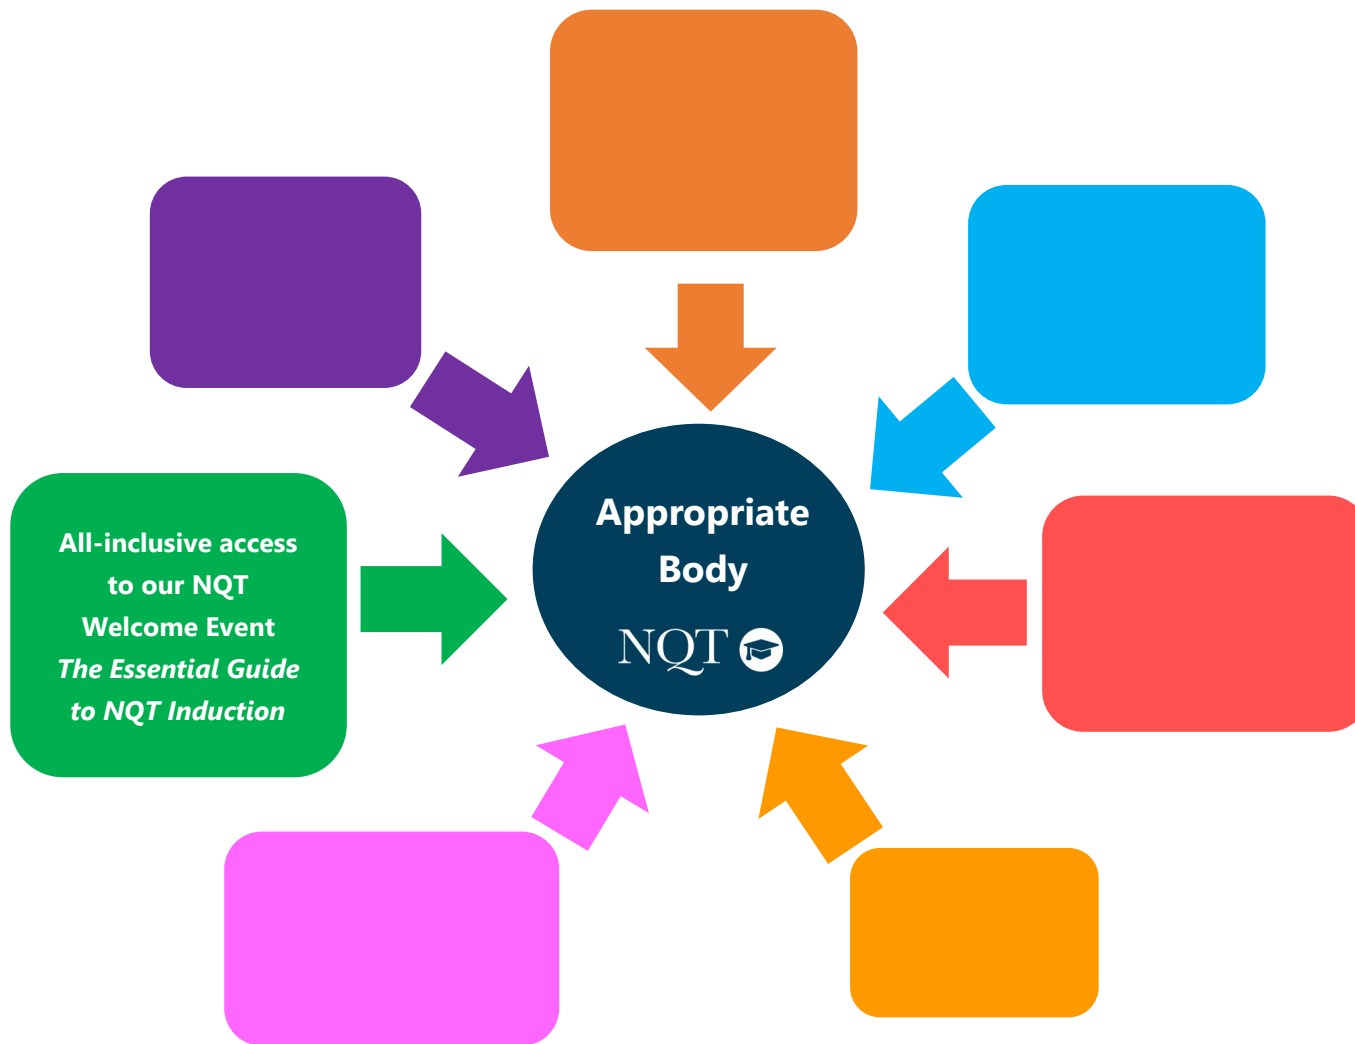 Appropriate
Body
NQT
All-inclusive access
to our NQT
Welcome Event
The Essential Guide
to NQT Induction